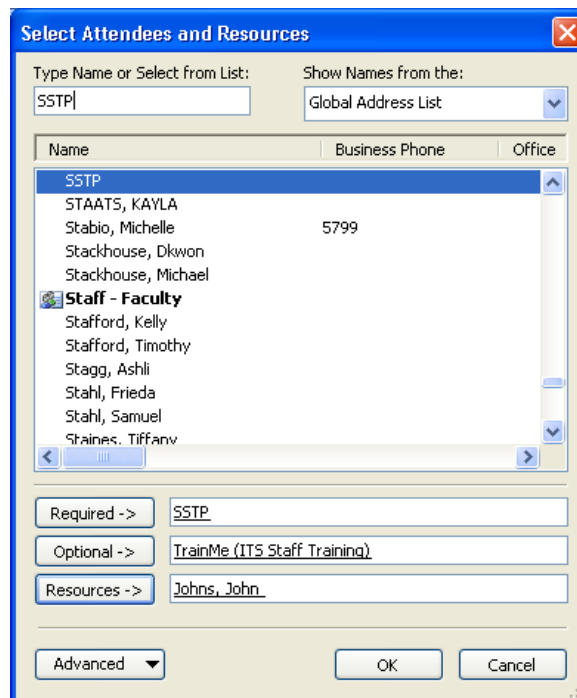 Select Attendees and Resources
Type Name or Select from List:
Show Names from the:
SSTP
Global Address List
Name Business Phone Office
SSTP
STAATS, KAYLA
Stabio, Michelle 5799
Stackhouse, Dkwon
Stackhouse, Michael
Staff - Faculty
Stafford, Kelly
Stafford, Timothy
Stagg, Ashli
Stahl, Frieda
Stahl, Samuel
Staines, Tiffany
Required -> SSTP
Optional -> TrainMe (ITS Staff Training)
Resources -> Johns, John
Advanced OK Cancel